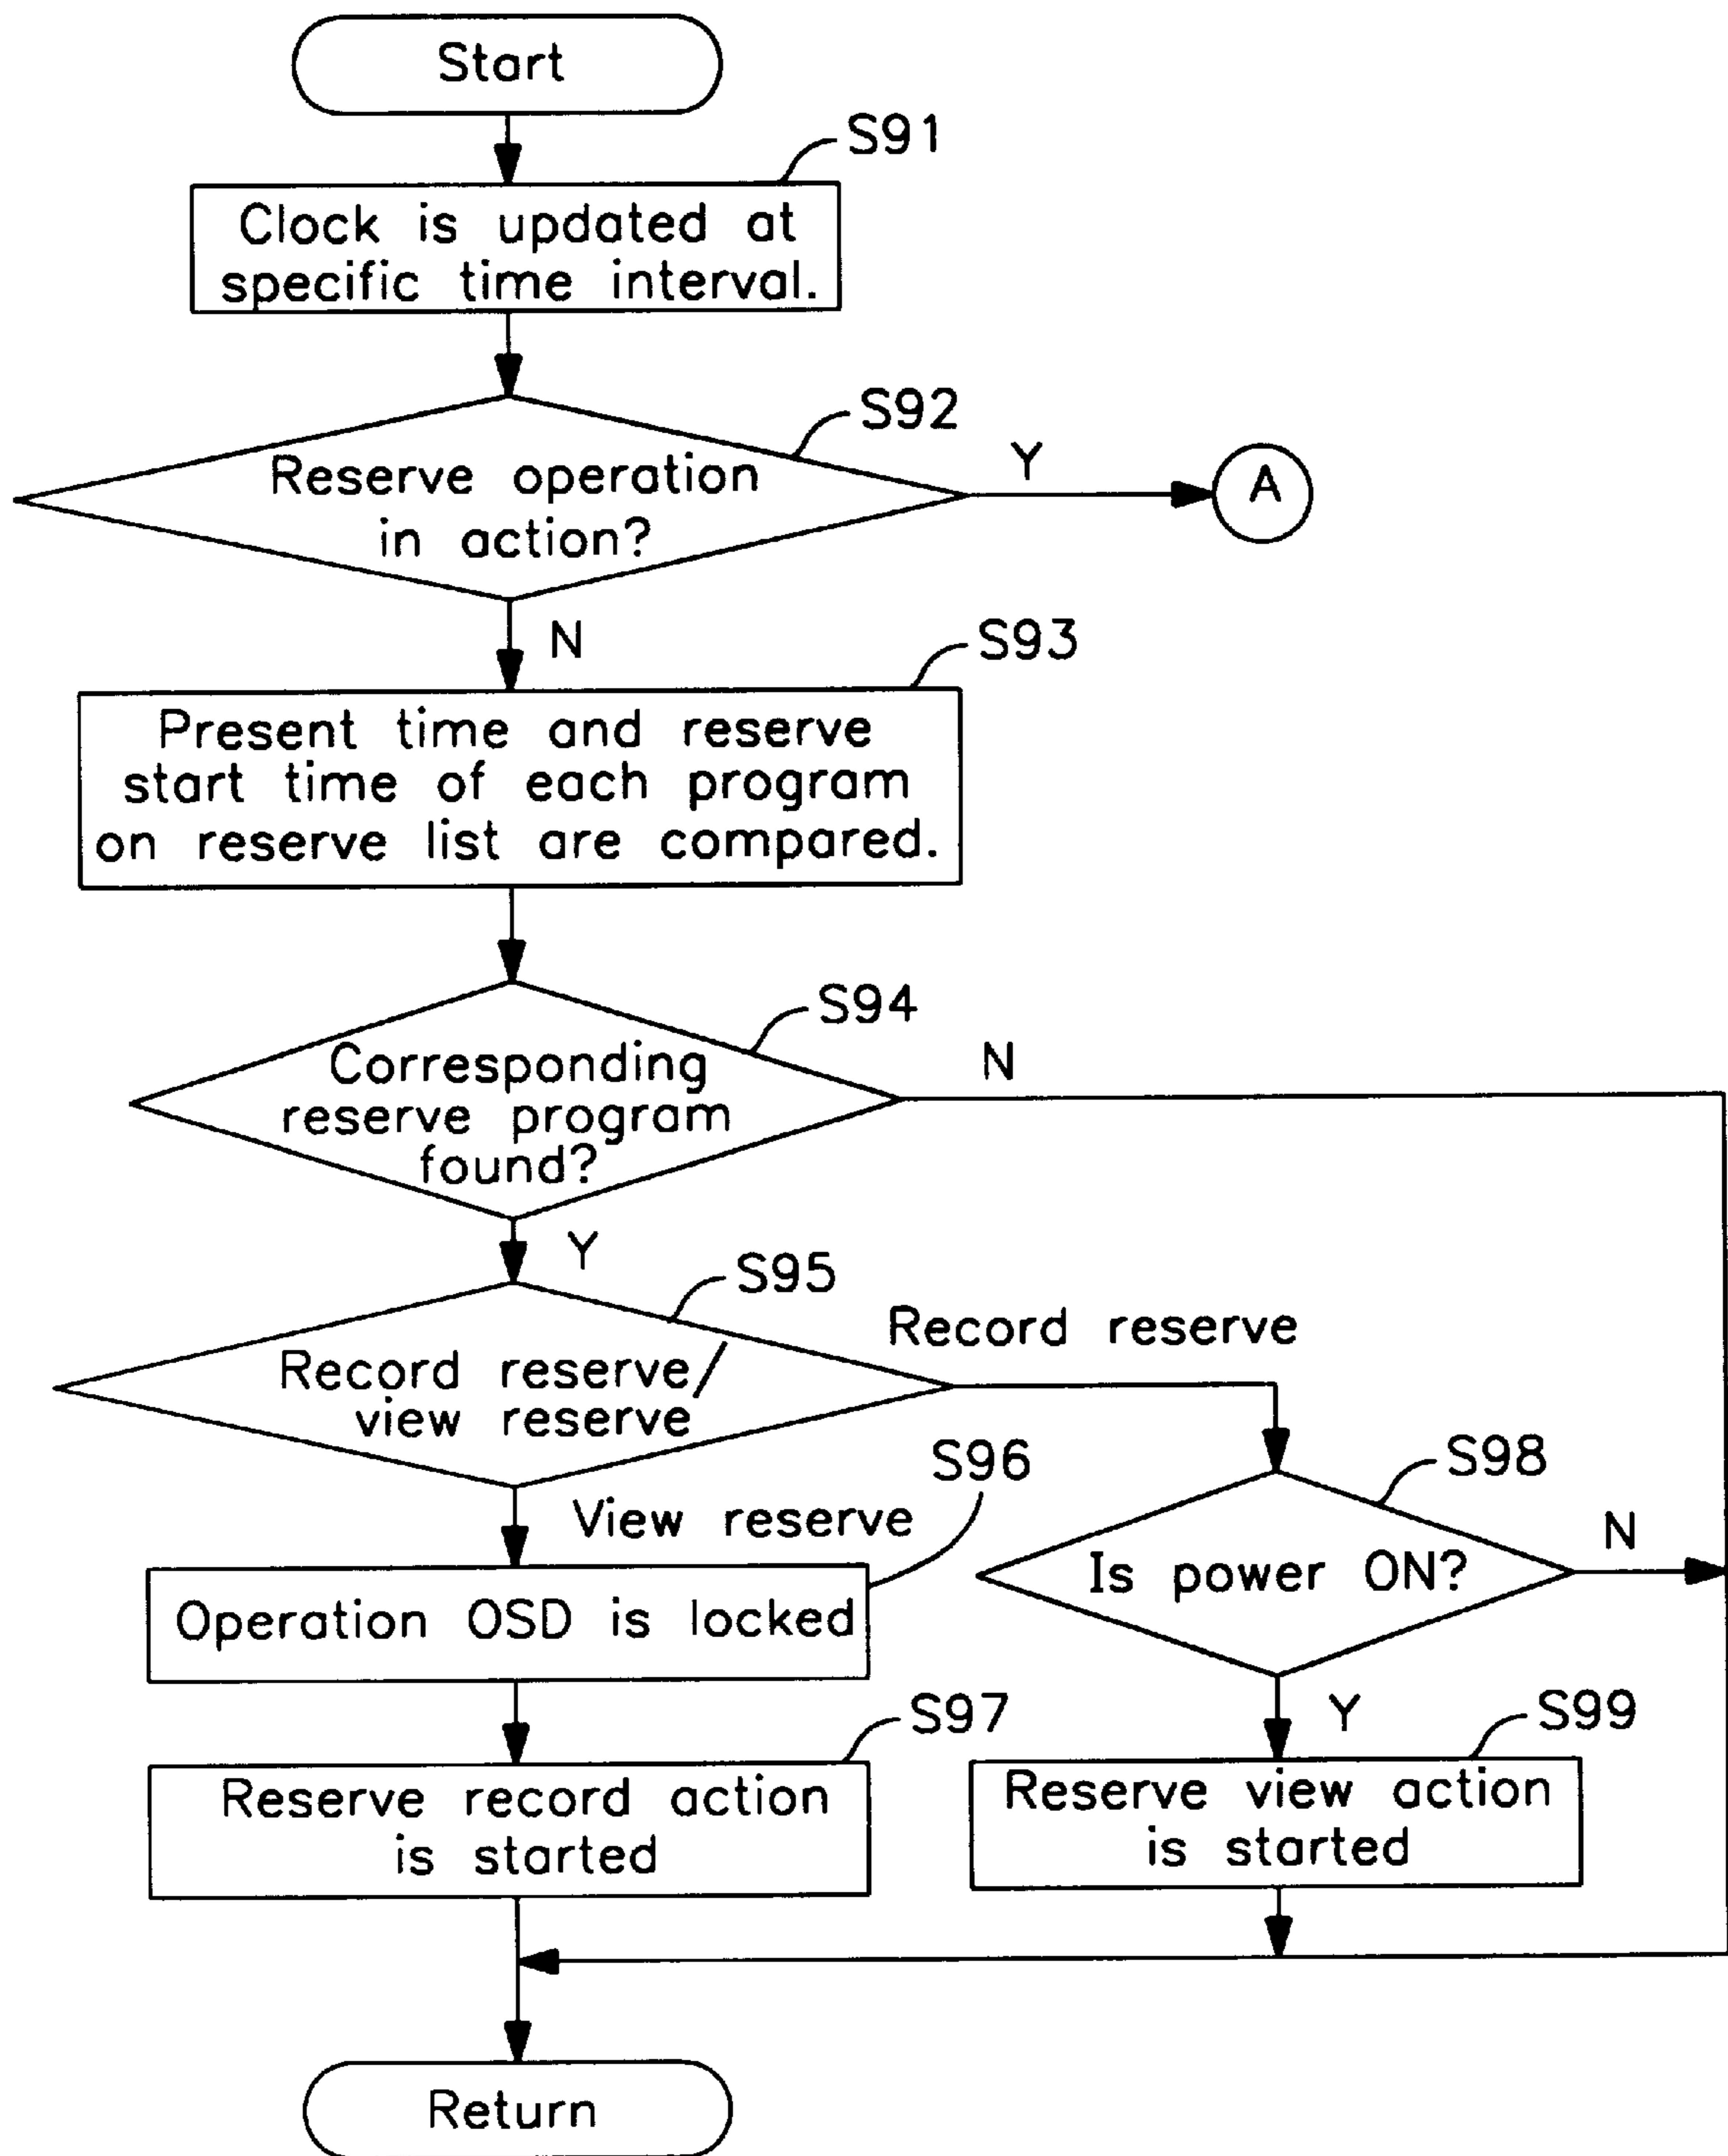 Start
S91
Clock is updated at
specific time interval.
S92
Reserve operation
in action?
Y
A
N
S93
Present time and reserve
start time of each program
on reserve list are compared.
S94
Corresponding
reserve program
found?
N
Y
S95
Record reserve/
view reserve
Record reserve
View reserve
S96
Operation OSD is locked
S98
Is power ON?
N
Y
S97
Reserve record action
is started
S99
Reserve view action
is started
Return